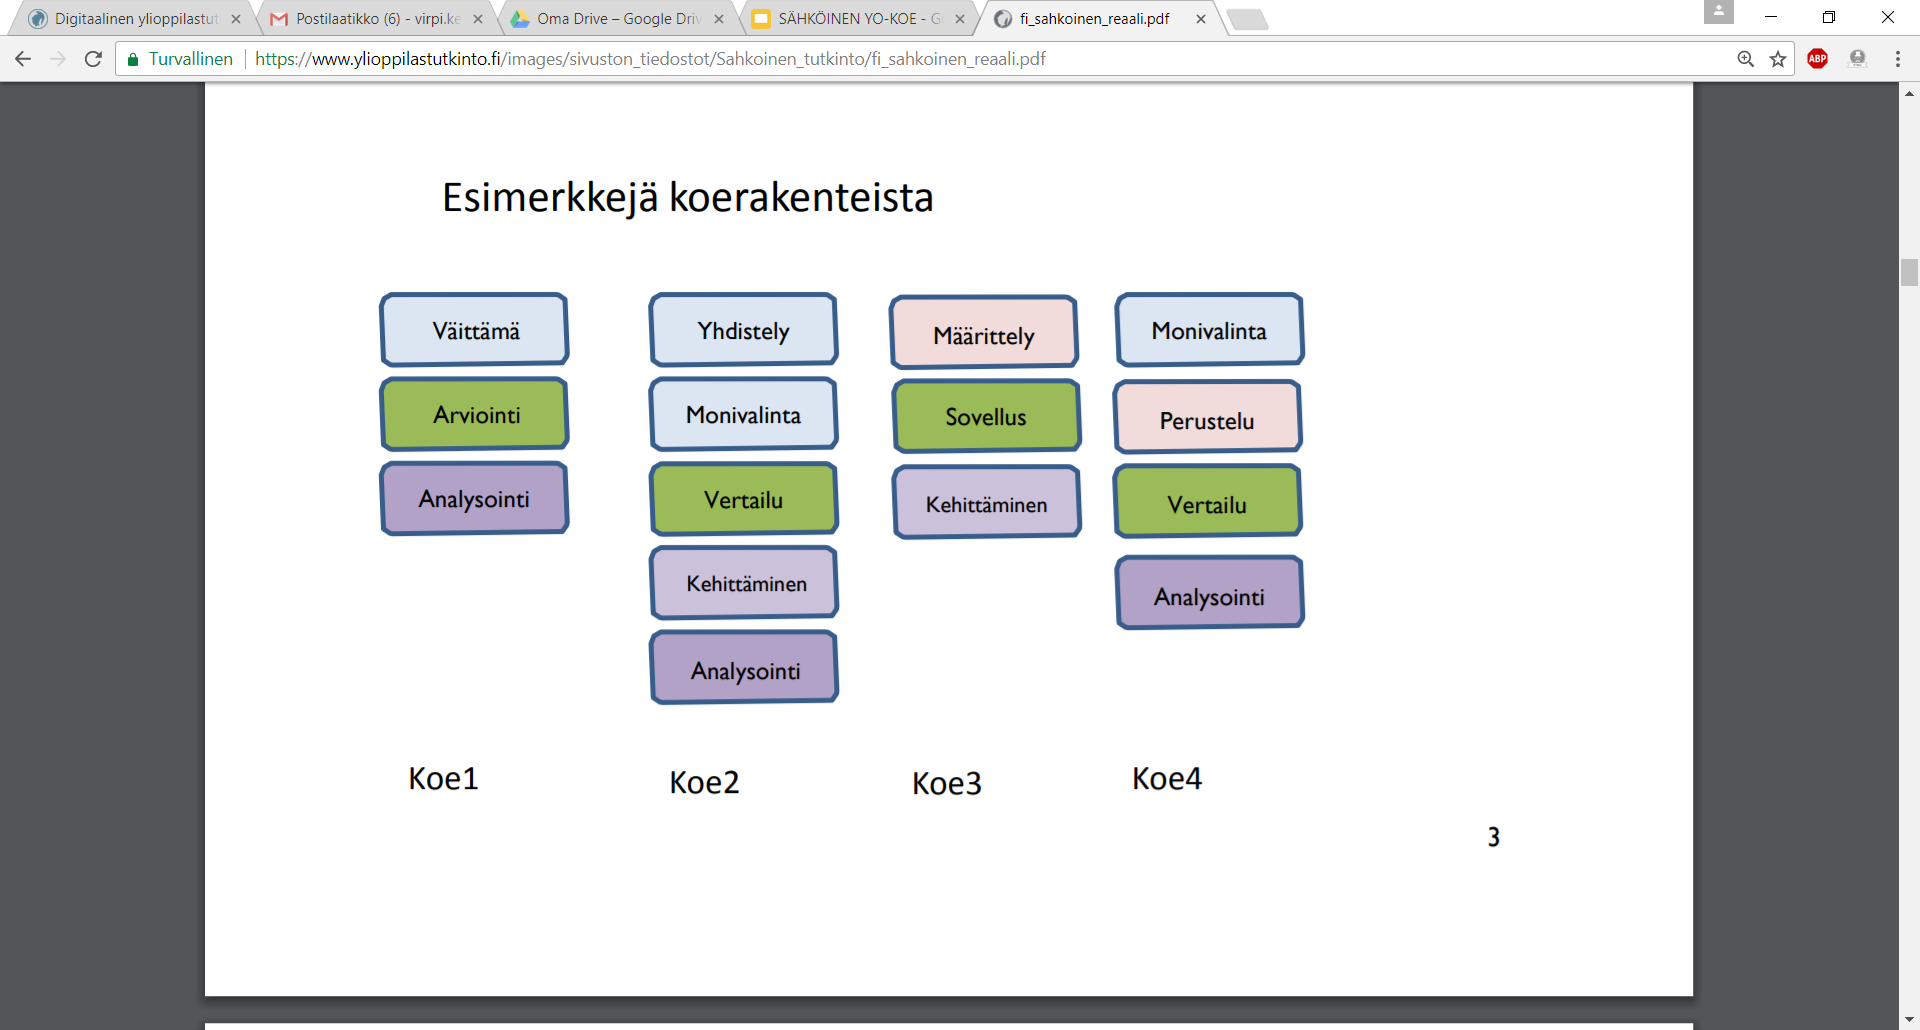 Digitaalinen ylioppilastut
Postilaatikko (6) - virpi.ke
Oma Drive – Google Driv
SÄHKÖINEN YO-KOE - G
fi_sahkoinen_reaali.pdf
Turvallinen
https://www.ylioppilastutkinto.fi/images/sivuston_tiedostot/Sahkoinen_tutkinto/fi_sahkoinen_reaali.pdf
ABP
Esimerkkejä koerakenteista
Väittämä
Arviointi
Analysointi
Koe1
Yhdistely
Monivalinta
Vertailu
Kehittäminen
Analysointi
Koe2
Määrittely
Sovellus
Kehittäminen
Koe3
Monivalinta
Perustelu
Vertailu
Analysointi
Koe4
3